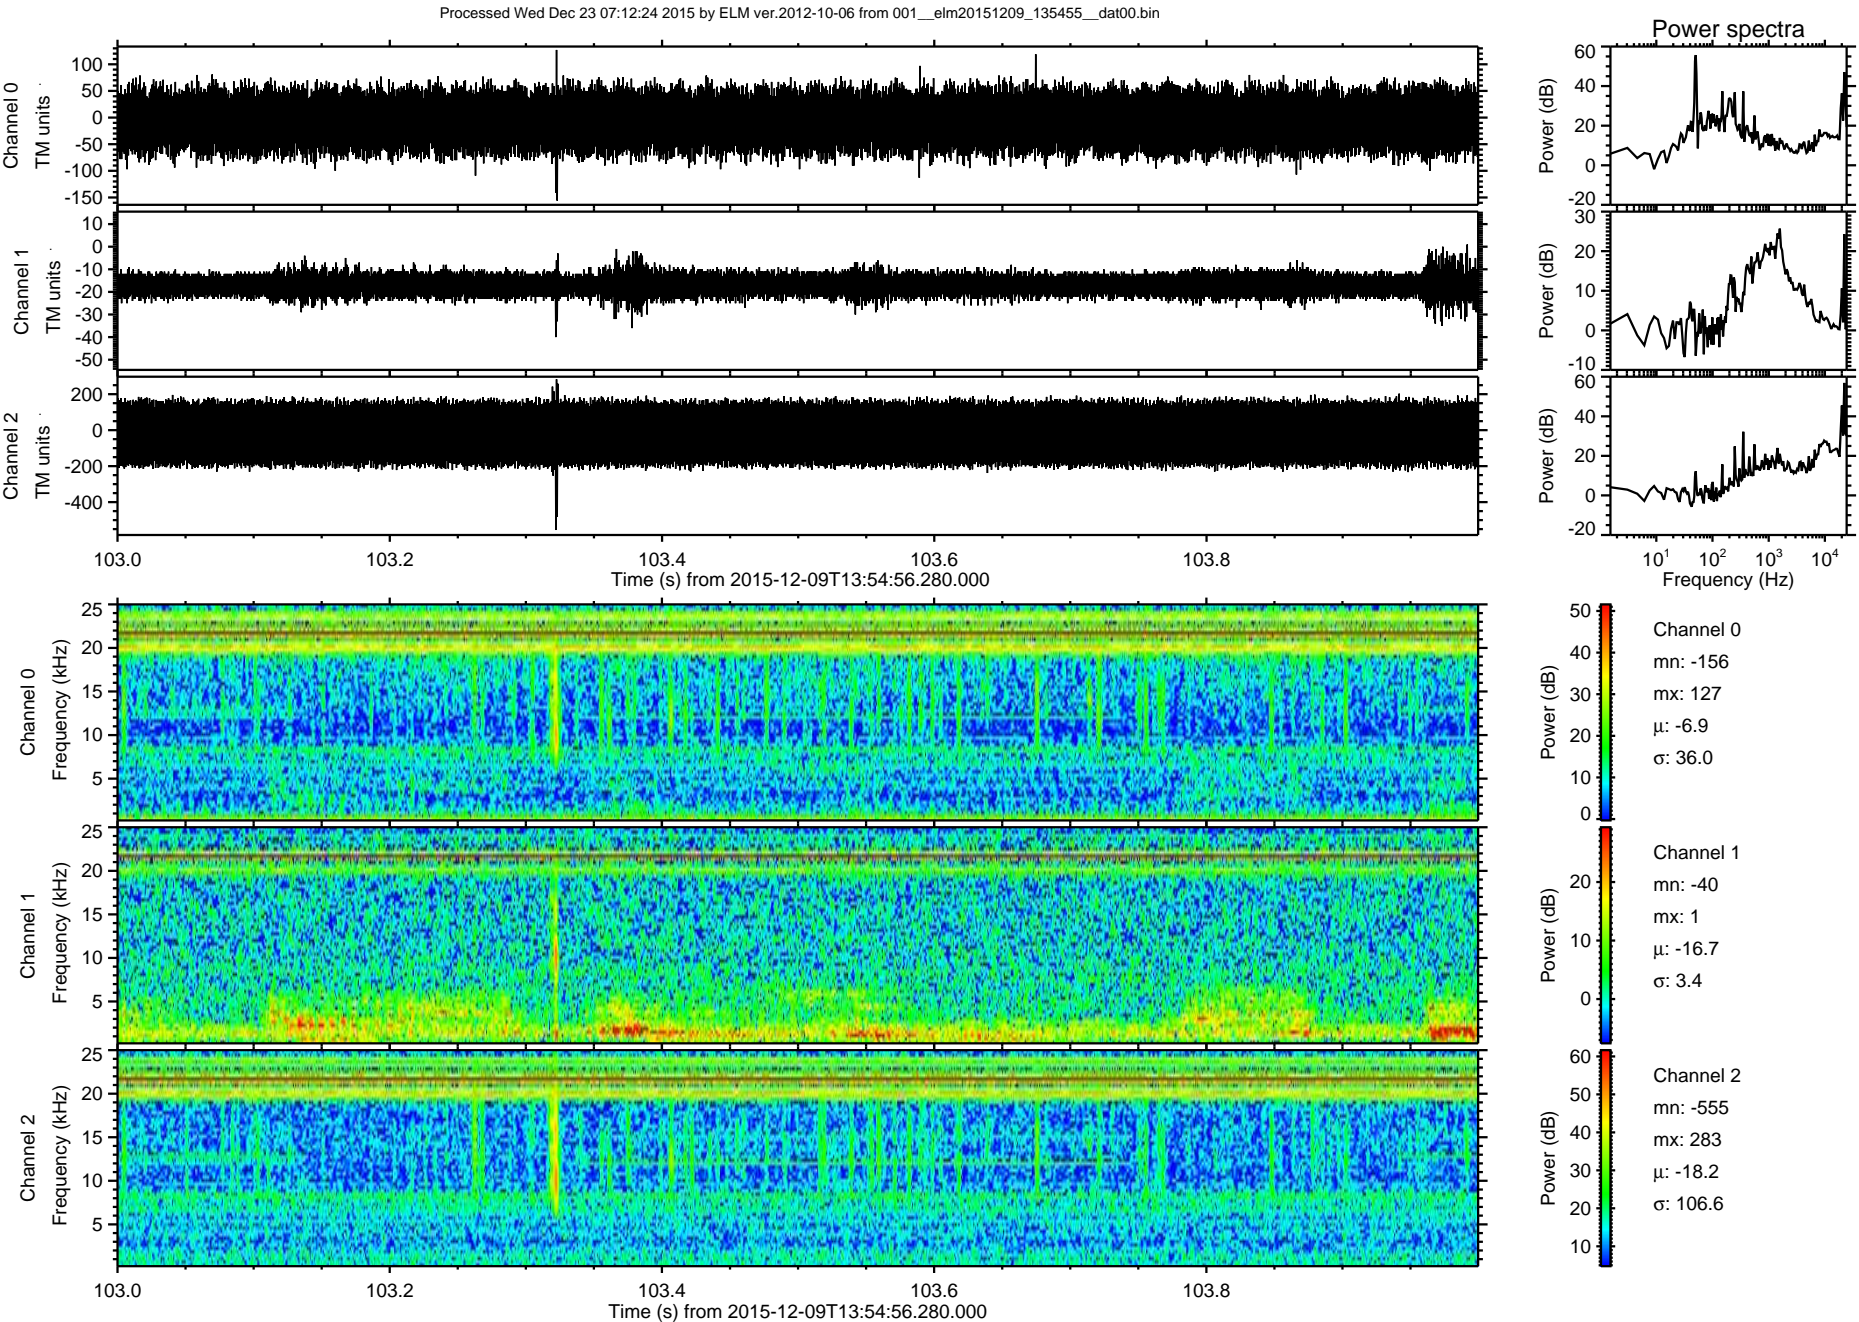 Processed Wed Dec 23 07:12:24 2015 by ELM ver.2012-10-06 from 001__elm20151209_135455__dat00.bin
Power spectra
Channel 0
TM units
100
50
0
-50
-100
-150
Power (dB)
60
40
20
0
-20
Channel 1
TM units
10
0
-10
-20
-30
-40
-50
Power (dB)
30
20
10
0
-10
Channel 2
TM units
200
0
-200
-400
Power (dB)
60
40
20
0
-20
103.0 103.2 103.4 103.6 103.8
Time (s) from 2015-12-09T13:54:56.280.000
10^1 10^2 10^3 10^4
Frequency (Hz)
Channel 0
Frequency (kHz)
25
20
15
10
5
Power (dB)
50
40
30
20
10
0
Channel 0
mn: -156
mx: 127
µ: -6.9
σ: 36.0
Channel 1
Frequency (kHz)
25
20
15
10
5
Power (dB)
20
10
0
Channel 1
mn: -40
mx: 1
µ: -16.7
σ: 3.4
Channel 2
Frequency (kHz)
25
20
15
10
5
Power (dB)
60
50
40
30
20
10
Channel 2
mn: -555
mx: 283
µ: -18.2
σ: 106.6
103.0 103.2 103.4 103.6 103.8
Time (s) from 2015-12-09T13:54:56.280.000